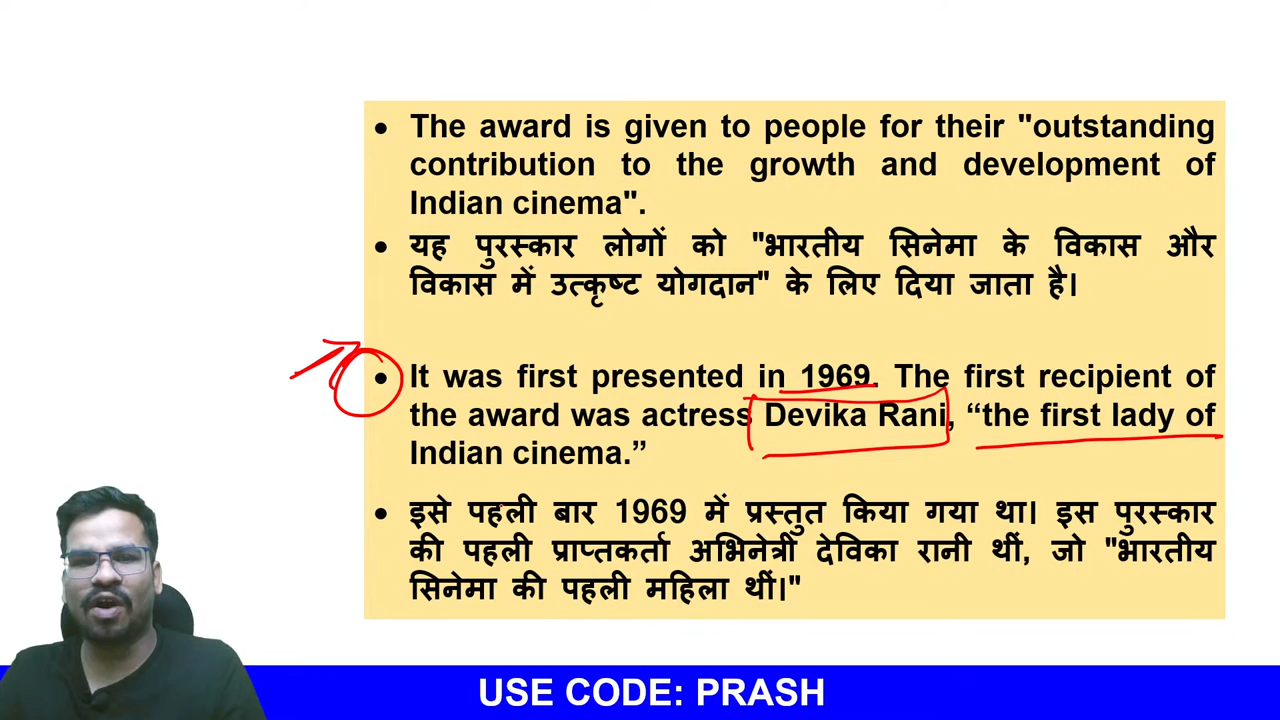 • The award is given to people for their "outstanding
contribution to the growth and development of
Indian cinema".
• यह पुरस्कार लोगों को "भारतीय सिनेमा के विकास और
विकास में उत्कृष्ट योगदान" के लिए दिया जाता है।
• It was first presented in 1969. The first recipient of
the award was actress Devika Rani, “the first lady of
Indian cinema.”
• इसे पहली बार 1969 में प्रस्तुत किया गया था। इस पुरस्कार
की पहली प्राप्तकर्ता अभिनेत्री देविका रानी थीं, जो "भारतीय
सिनेमा की पहली महिला थीं।"
USE CODE: PRASH